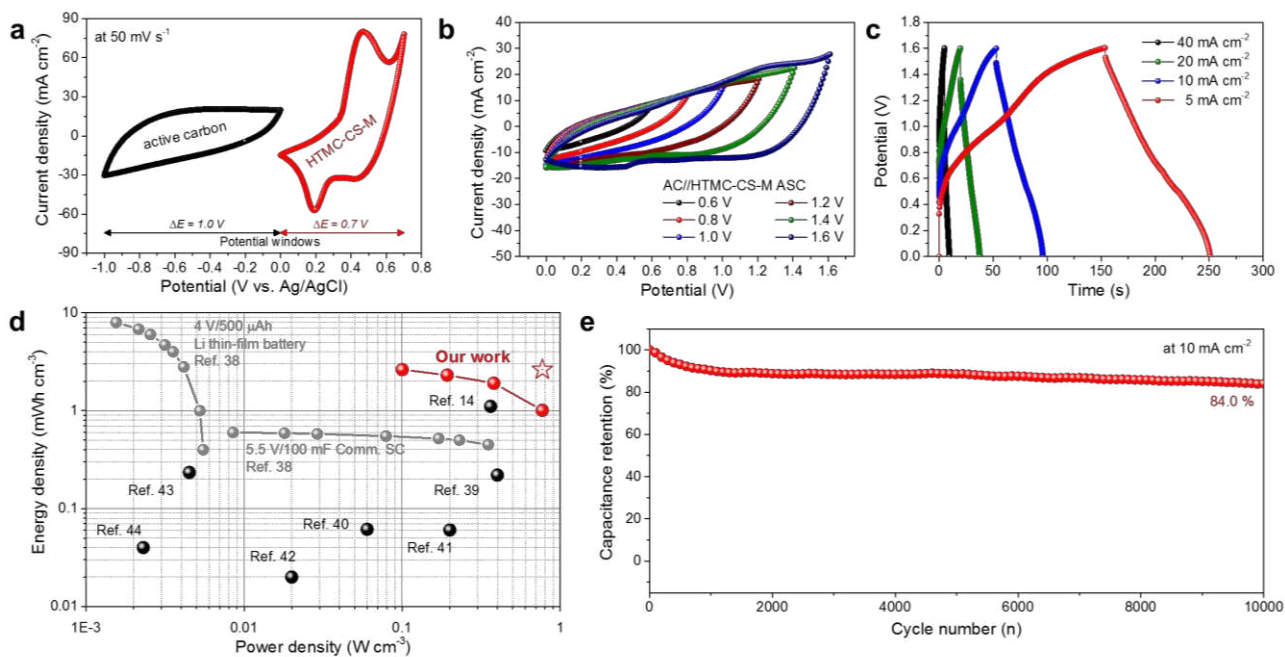 a
at 50 mV s⁻¹
active carbon
HTMC-CS-M
ΔE = 1.0 V
ΔE = 0.7 V
Potential windows
90
60
30
0
-30
-60
-90
-1.0 -0.8 -0.6 -0.4 -0.2 0.0 0.2 0.4 0.6 0.8
Current density (mA cm⁻²)
Potential (V vs. Ag/AgCl)
b
40
30
20
10
0
-10
-20
-30
-40
-50
AC//HTMC-CS-M ASC
0.6 V 1.2 V
0.8 V 1.4 V
1.0 V 1.6 V
0.0 0.2 0.4 0.6 0.8 1.0 1.2 1.4 1.6
Current density (mA cm⁻²)
Potential (V)
c
1.8
1.6
1.4
1.2
1.0
0.8
0.6
0.4
0.2
0.0
40 mA cm⁻²
20 mA cm⁻²
10 mA cm⁻²
5 mA cm⁻²
0 50 100 150 200 250 300
Potential (V)
Time (s)
d
10
1
0.1
0.01
4 V/500 μAh
Li thin-film battery
Ref. 38
Our work
Ref. 14
5.5 V/100 mF Comm. SC
Ref. 38
Ref. 43
Ref. 39
Ref. 44
Ref. 40
Ref. 41
Ref. 42
1E-3 0.01 0.1 1
Energy density (mWh cm⁻³)
Power density (W cm⁻³)
e
at 10 mA cm⁻²
100
80
60
40
20
0
84.0 %
0 2000 4000 6000 8000 10000
Capacitance retention (%)
Cycle number (n)